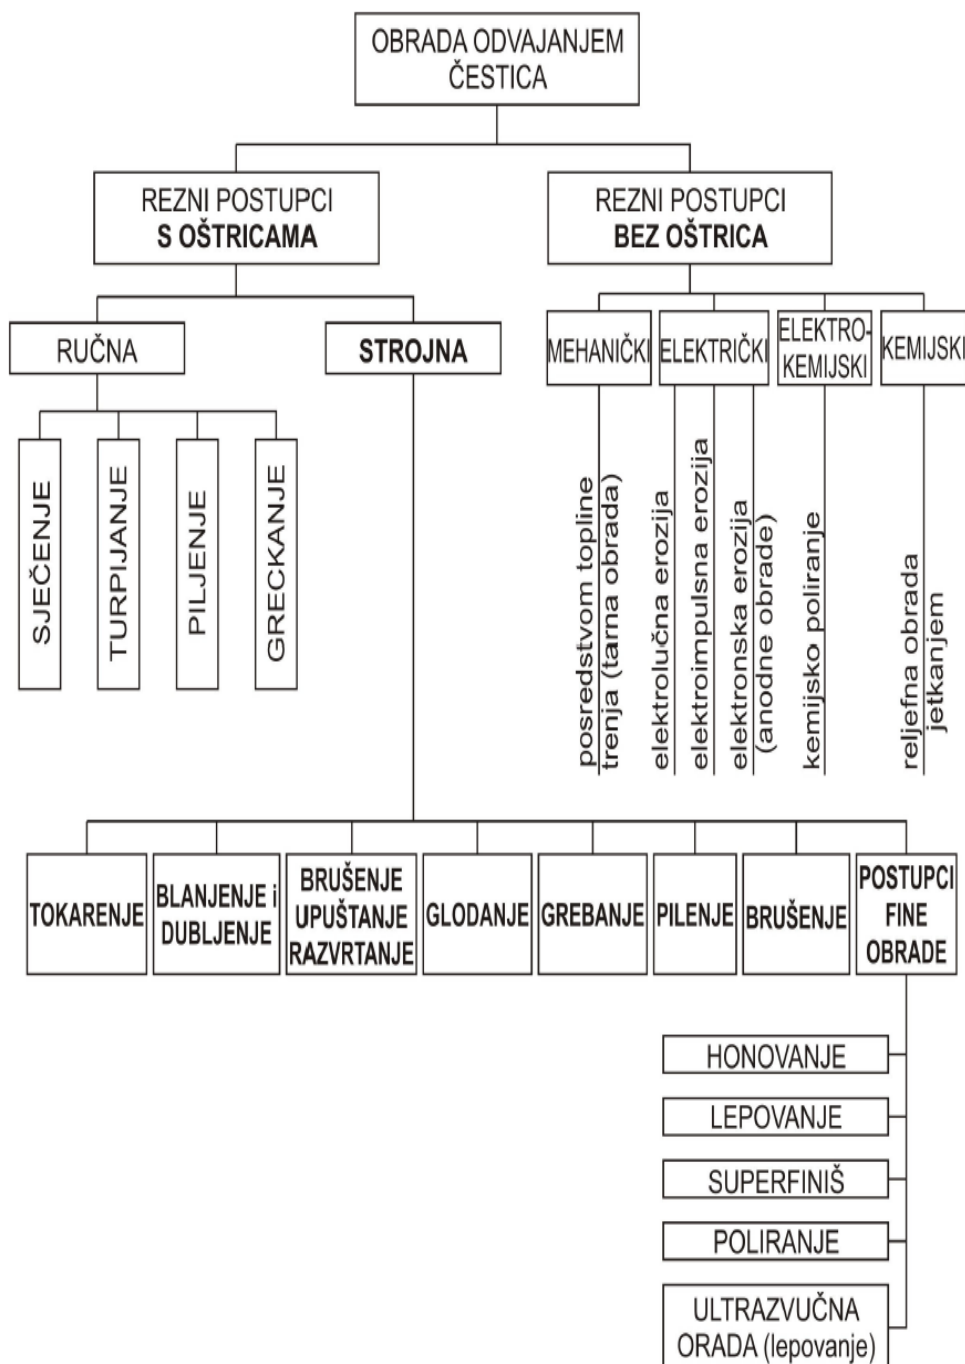 OBRADA ODVAJANJEM
ČESTICA
REZNI POSTUPCI
S OŠTRICAMA
REZNI POSTUPCI
BEZ OŠTRICA
RUČNA
STROJNA
MEHANIČKI
ELEKTRIČKI
ELEKTRO-
KEMIJSKI
KEMIJSKI
SJEČENJE
TURPIJANJE
PILJENJE
GRECKANJE
posredstvom topline
trenja (tarna obrada)
elektrolučna erozija
elektroimpulsna erozija
elektronska erozija
(anodne obrade)
kemijsko poliranje
reljefna obrada
jetkanjem
TOKARENJE
BLANJENJE i
DUBLJENJE
BRUŠENJE
UPUŠTANJE
RAZVRTANJE
GLODANJE
GREBANJE
PILENJE
BRUŠENJE
POSTUPCI
FINE
OBRADE
HONOVANJE
LEPOVANJE
SUPERFINIŠ
POLIRANJE
ULTRAZVUČNA
ORADA (lepovanje)